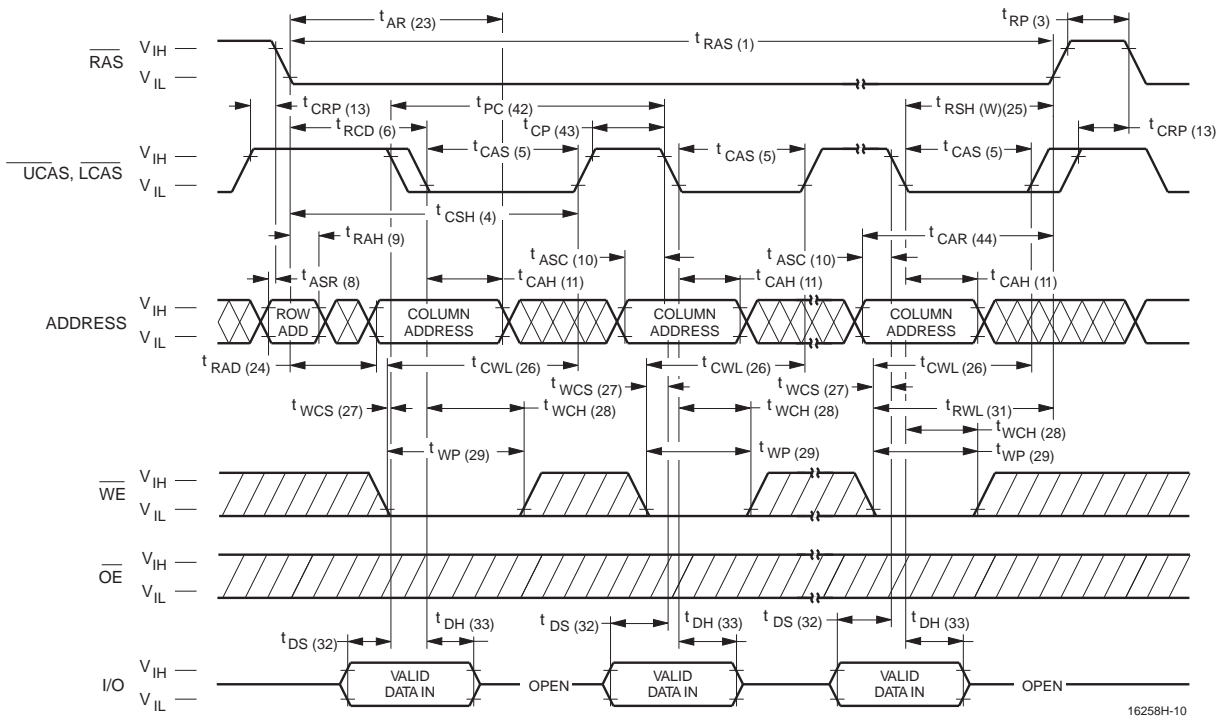 t AR (23)
t RP (3)
RAS
V IH
V IL
t RAS (1)
t CRP (13)
t PC (42)
t RSH (W)(25)
t RCD (6)
t CP (43)
t CRP (13)
UCAS, LCAS
V IH
V IL
t CAS (5)
t CAS (5)
t CAS (5)
t CSH (4)
t RAH (9)
t CAR (44)
t ASC (10)
t ASC (10)
t ASR (8)
t CAH (11)
t CAH (11)
t CAH (11)
ADDRESS
V IH
V IL
ROW
ADD
COLUMN
ADDRESS
COLUMN
ADDRESS
COLUMN
ADDRESS
t RAD (24)
t CWL (26)
t CWL (26)
t CWL (26)
t WCS (27)
t WCS (27)
t WCS (27)
t WCH (28)
t WCH (28)
t RWL (31)
t WCH (28)
t WP (29)
t WP (29)
t WP (29)
WE
V IH
V IL
OE
V IH
V IL
t DS (32)
t DH (33)
t DS (32)
t DH (33)
t DS (32)
t DH (33)
I/O
V IH
V IL
VALID
DATA IN
OPEN
VALID
DATA IN
VALID
DATA IN
OPEN
16258H-10